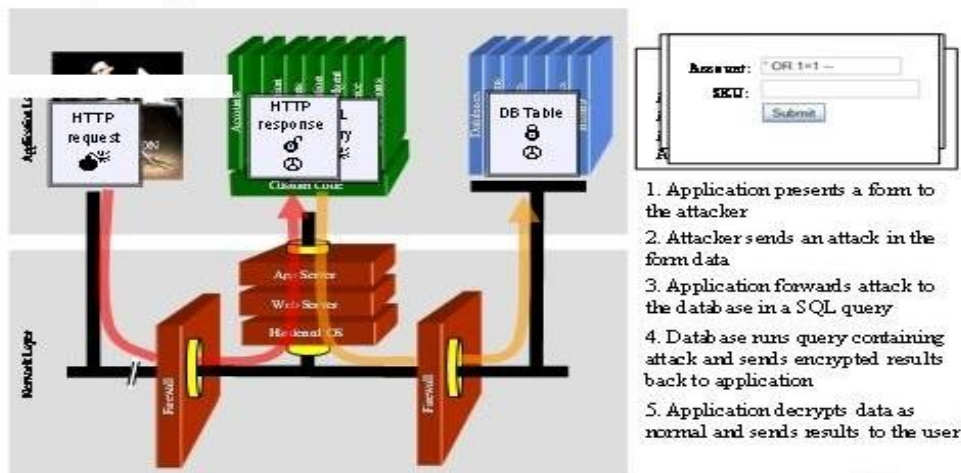 HTTP
request
HTTP
response
DB Table
Custom Code
App Server
Web Server
Hardened OS
Firewall
Firewall
Account:
' OR 1=1 --
SKU:
Submit
1. Application presents a form to
the attacker
2. Attacker sends an attack in the
form data
3. Application forwards attack to
the database in a SQL query
4. Database runs query containing
attack and sends encrypted results
back to application
5. Application decrypts data as
normal and sends results to the user